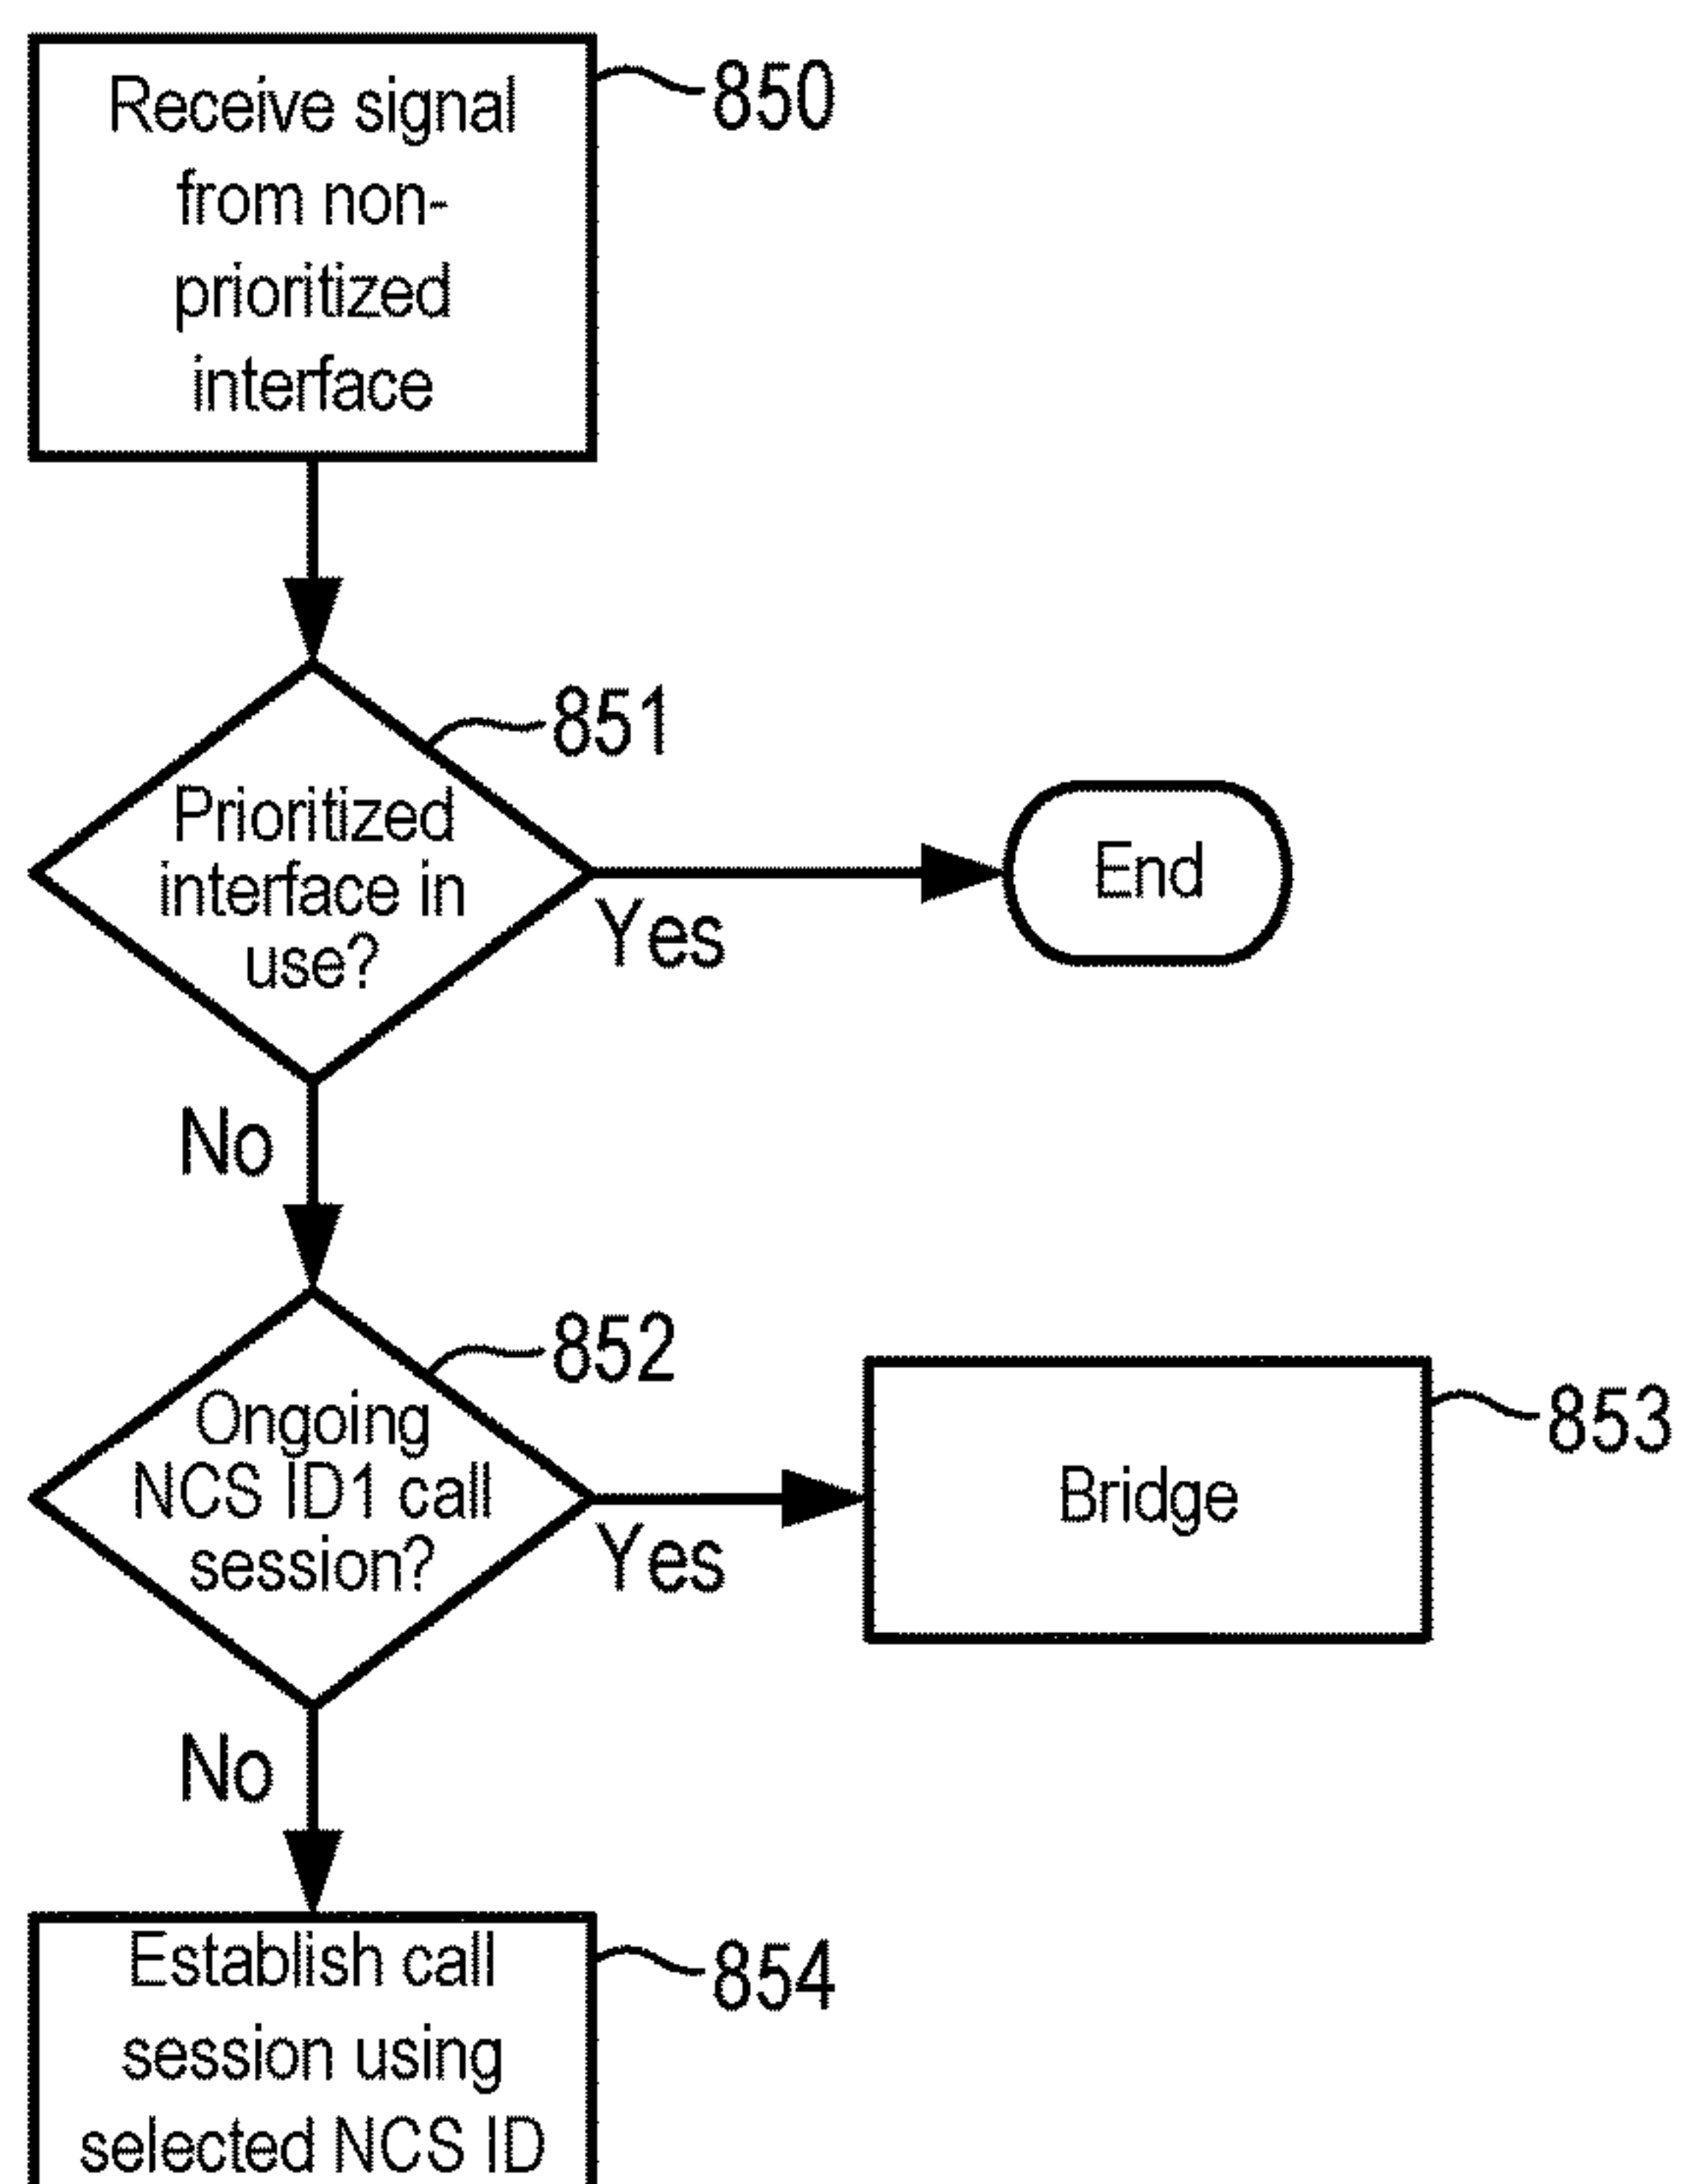 Receive signal
from non-
prioritized
interface
850
851
Prioritized
interface in
use?
Yes
End
No
852
Ongoing
NCS ID1 call
session?
Yes
Bridge
853
No
Establish call
session using
selected NCS ID
854